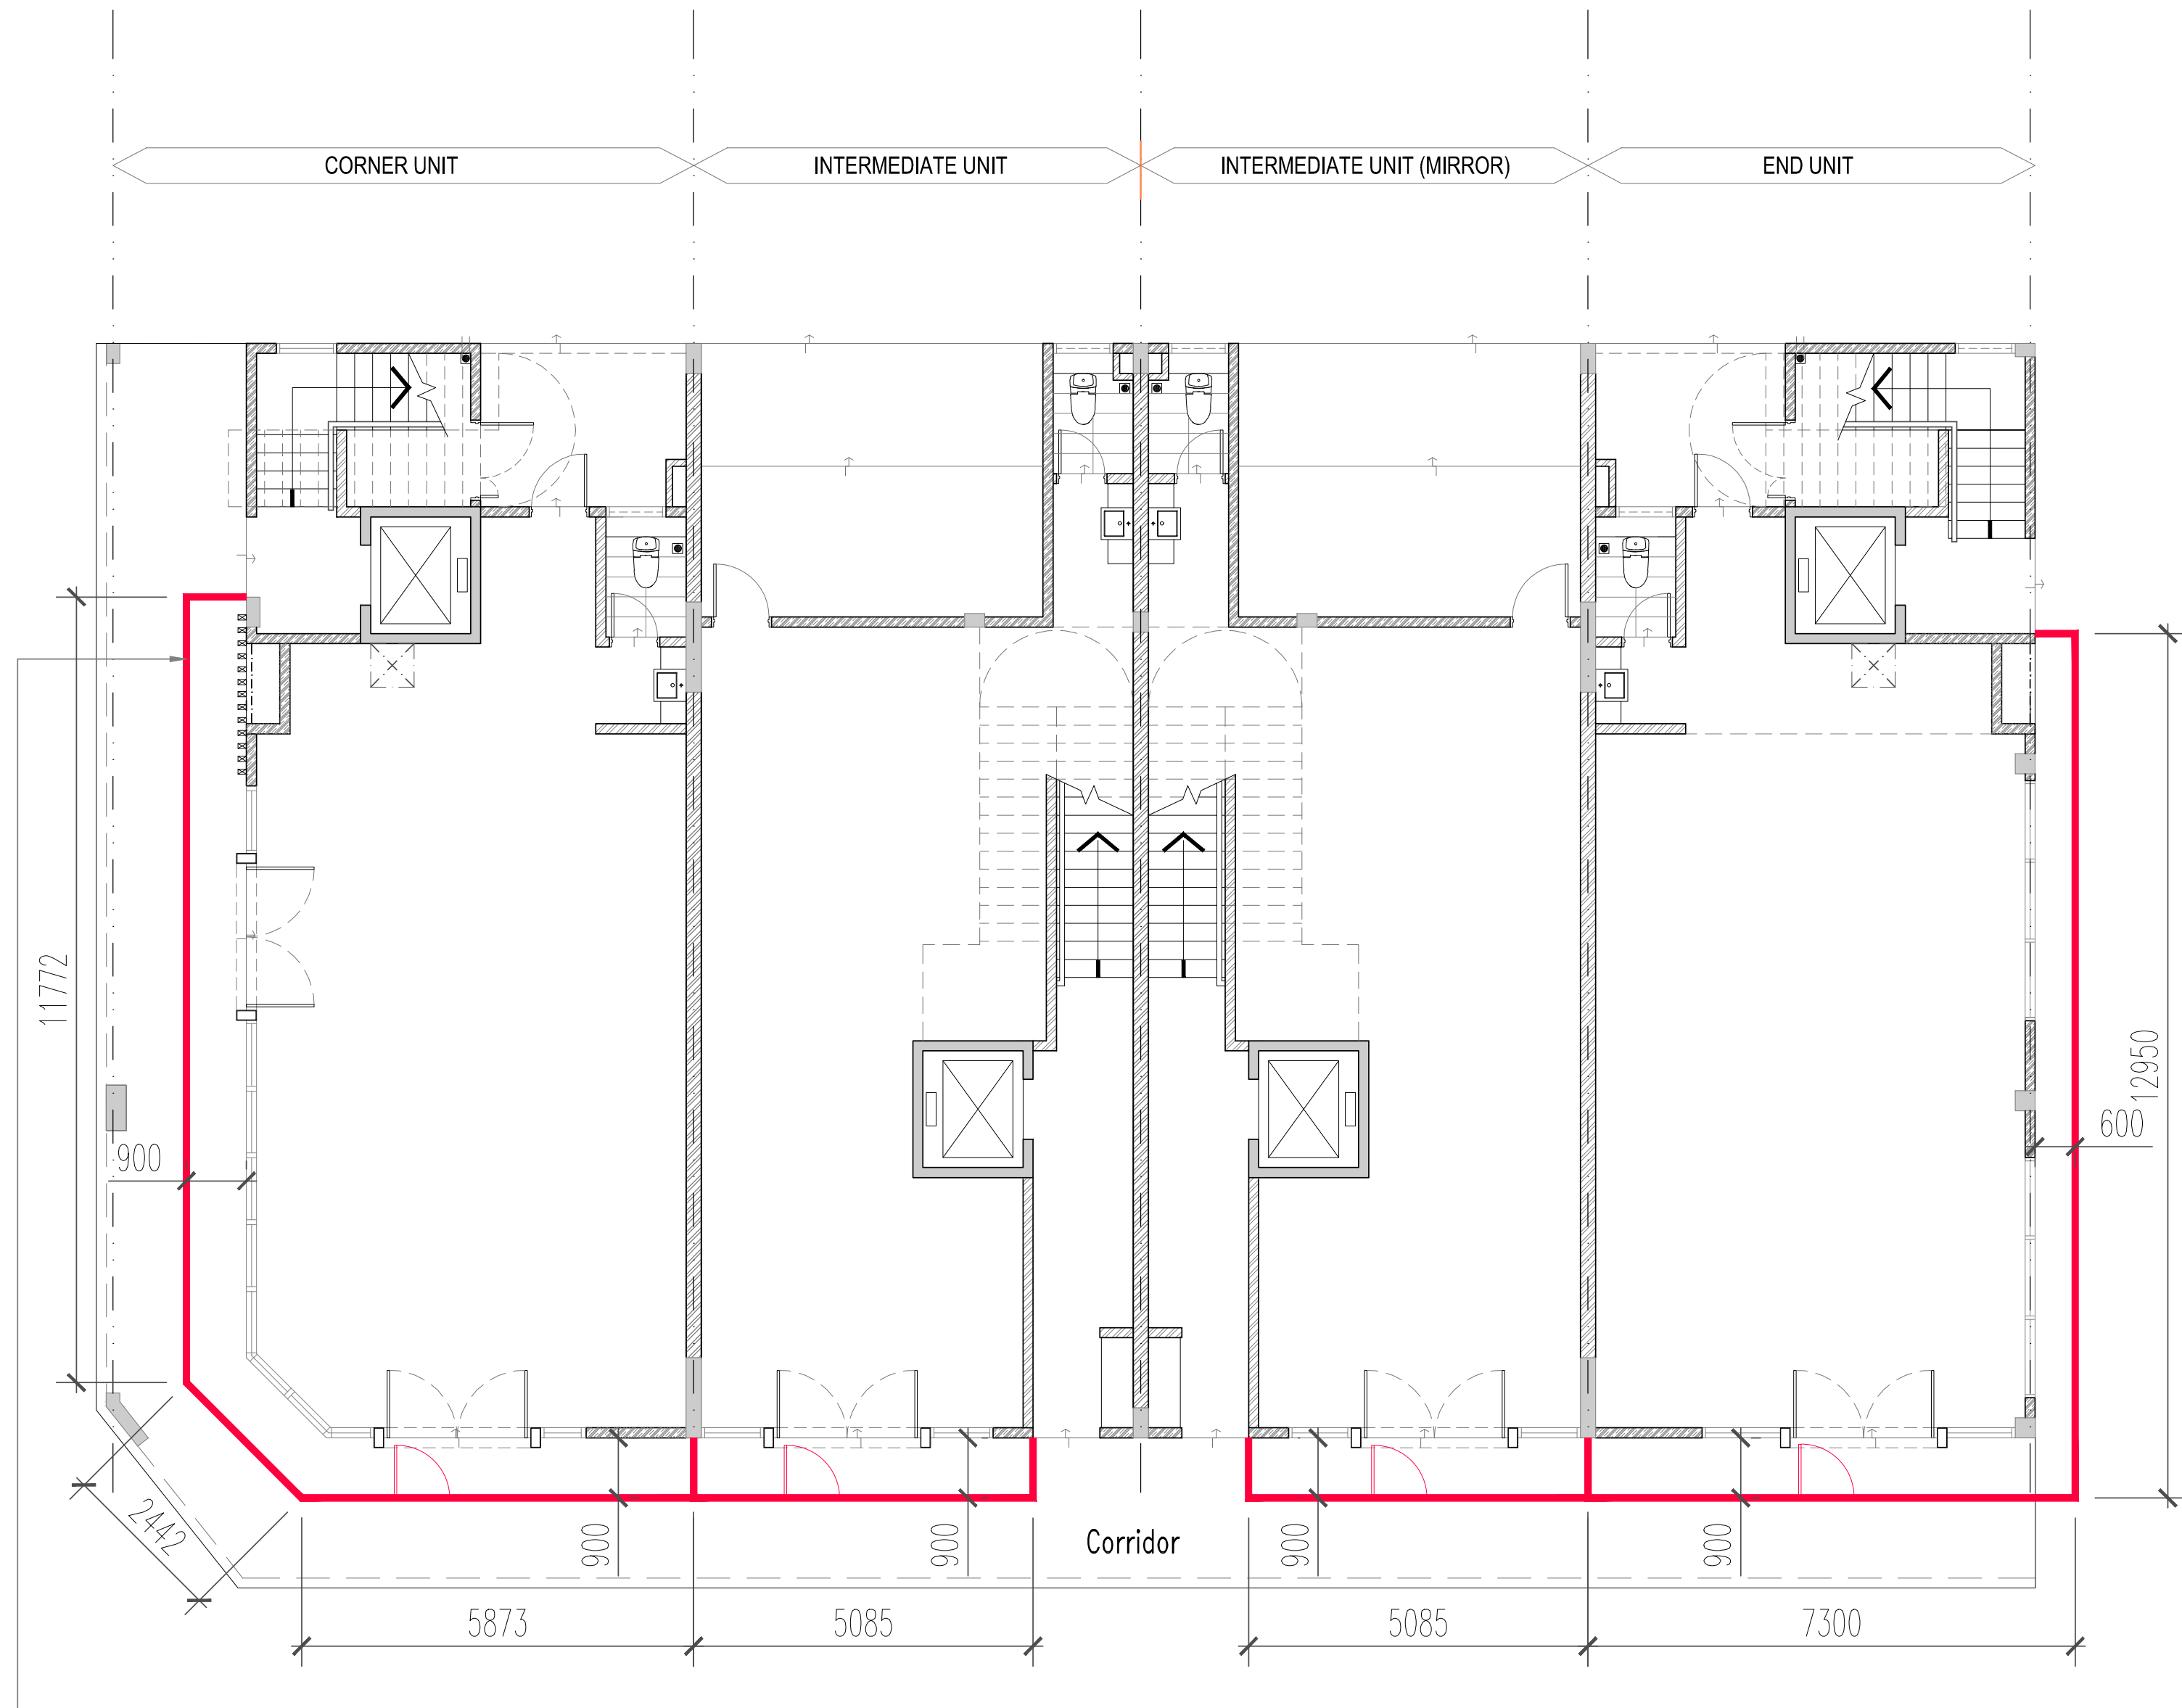 CORNER UNIT
INTERMEDIATE UNIT
INTERMEDIATE UNIT (MIRROR)
END UNIT
11772
12950
600
900
2442
900
900
Corridor
900
900
5873
5085
5085
7300